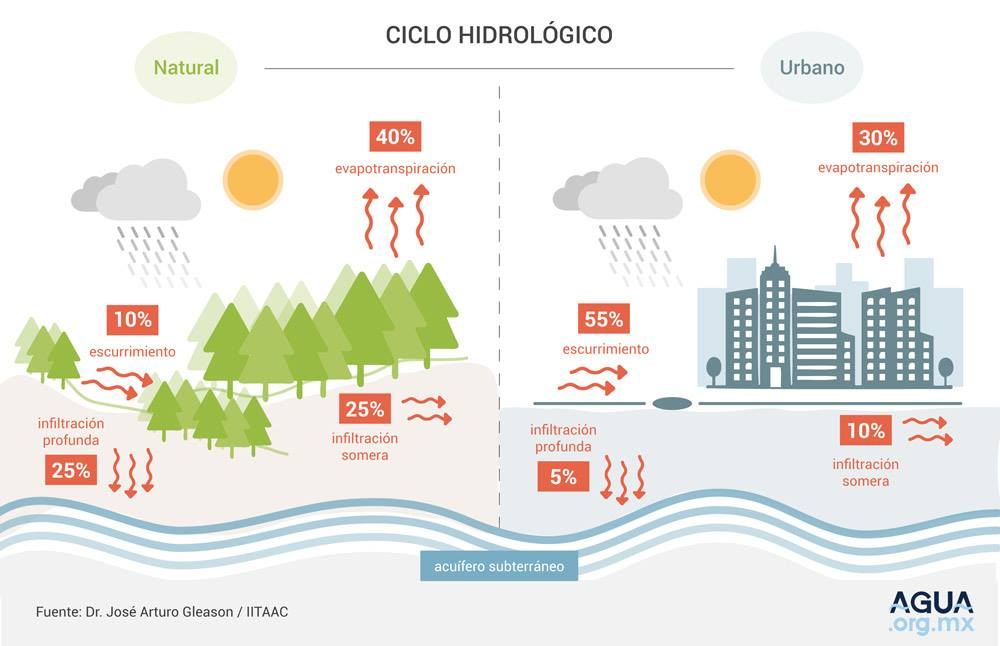 CICLO HIDROLÓGICO
Natural
Urbano
40%
evapotranspiración
10%
escurrimiento
25%
infiltración
somera
infiltración
profunda
25%
30%
evapotranspiración
55%
escurrimiento
infiltración
profunda
5%
10%
infiltración
somera
acuífero subterráneo
Fuente: Dr. José Arturo Gleason / IITAAC
AGUA
.org.mx